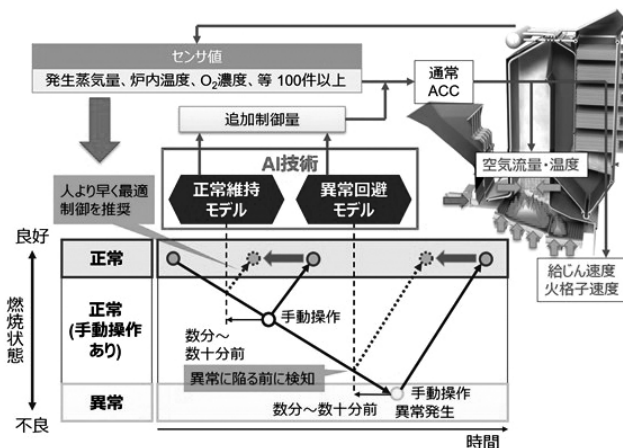 センサ値
発生蒸気量、炉内温度、O₂濃度、等 100件以上
通常
ACC
追加制御量
AI技術
空気流量・温度
人より早く最適
制御を推奨
正常維持
モデル
異常回避
モデル
良好
正常
給じん速度
火格子速度
燃焼状態
正常
(手動操作
あり)
手動操作
数分～
数十分前
異常に陥る前に検知
異常
手動操作
数分～数十分前
異常発生
不良
時間